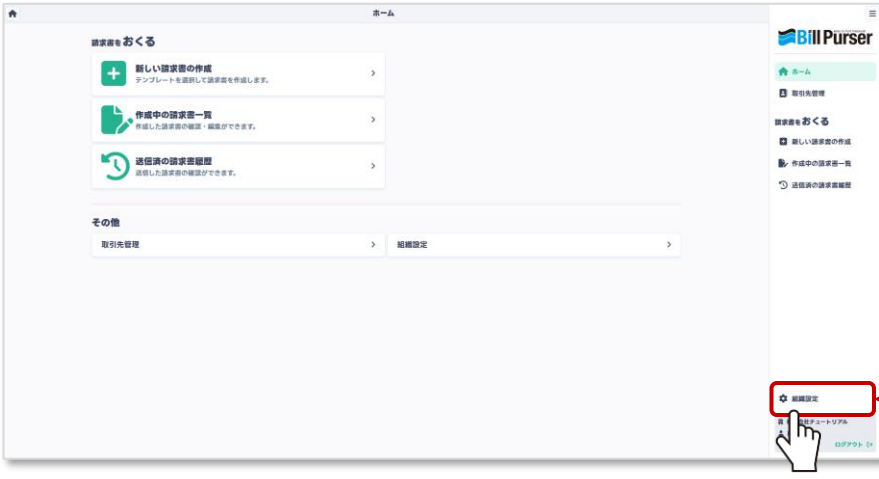 ホーム
請求書をおくる
新しい請求書の作成
テンプレートを選択して請求書を作成します。
作成中の請求書一覧
作成した請求書の確認・編集ができます。
送信済の請求書履歴
送信した請求書の確認ができます。
その他
取引先管理
組織設定
Bill Purser
ホーム
取引先管理
請求書をおくる
新しい請求書の作成
作成中の請求書一覧
送信済の請求書履歴
組織設定
社チュートリアル
ログアウト